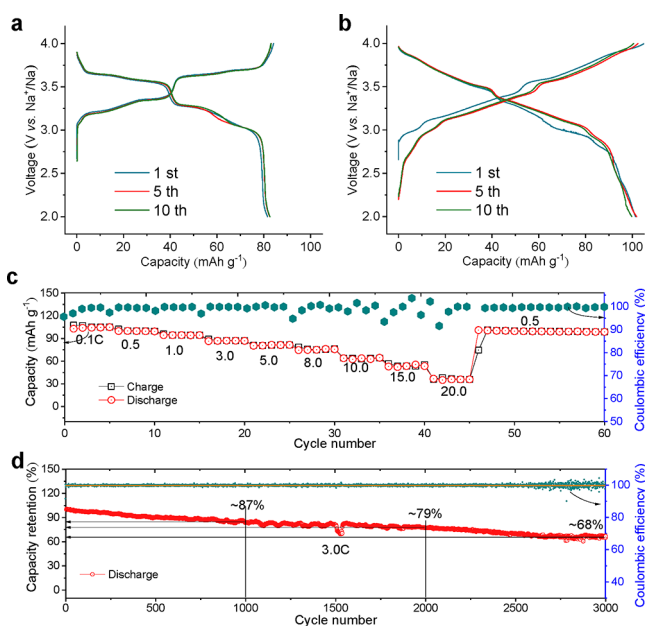 a
b
4.0
3.5
3.0
2.5
2.0
Voltage (V vs. Na⁺/Na)
1 st
5 th
10 th
0 20 40 60 80 100
Capacity (mAh g⁻¹)
4.0
3.5
3.0
2.5
2.0
Voltage (V vs. Na⁺/Na)
1 st
5 th
10 th
0 20 40 60 80 100
Capacity (mAh g⁻¹)
c
150
120
90
60
30
0
Capacity (mAh g⁻¹)
0.1C
0.5
1.0
3.0
5.0
8.0
10.0
15.0
20.0
0.5
Charge
Discharge
100
90
80
70
60
50
Coulombic efficiency (%)
0 10 20 30 40 50 60
Cycle number
d
150
120
90
60
30
0
Capacity retention (%)
~87%
~79%
~68%
3.0C
Discharge
100
80
60
40
Coulombic efficiency (%)
0 500 1000 1500 2000 2500 3000
Cycle number